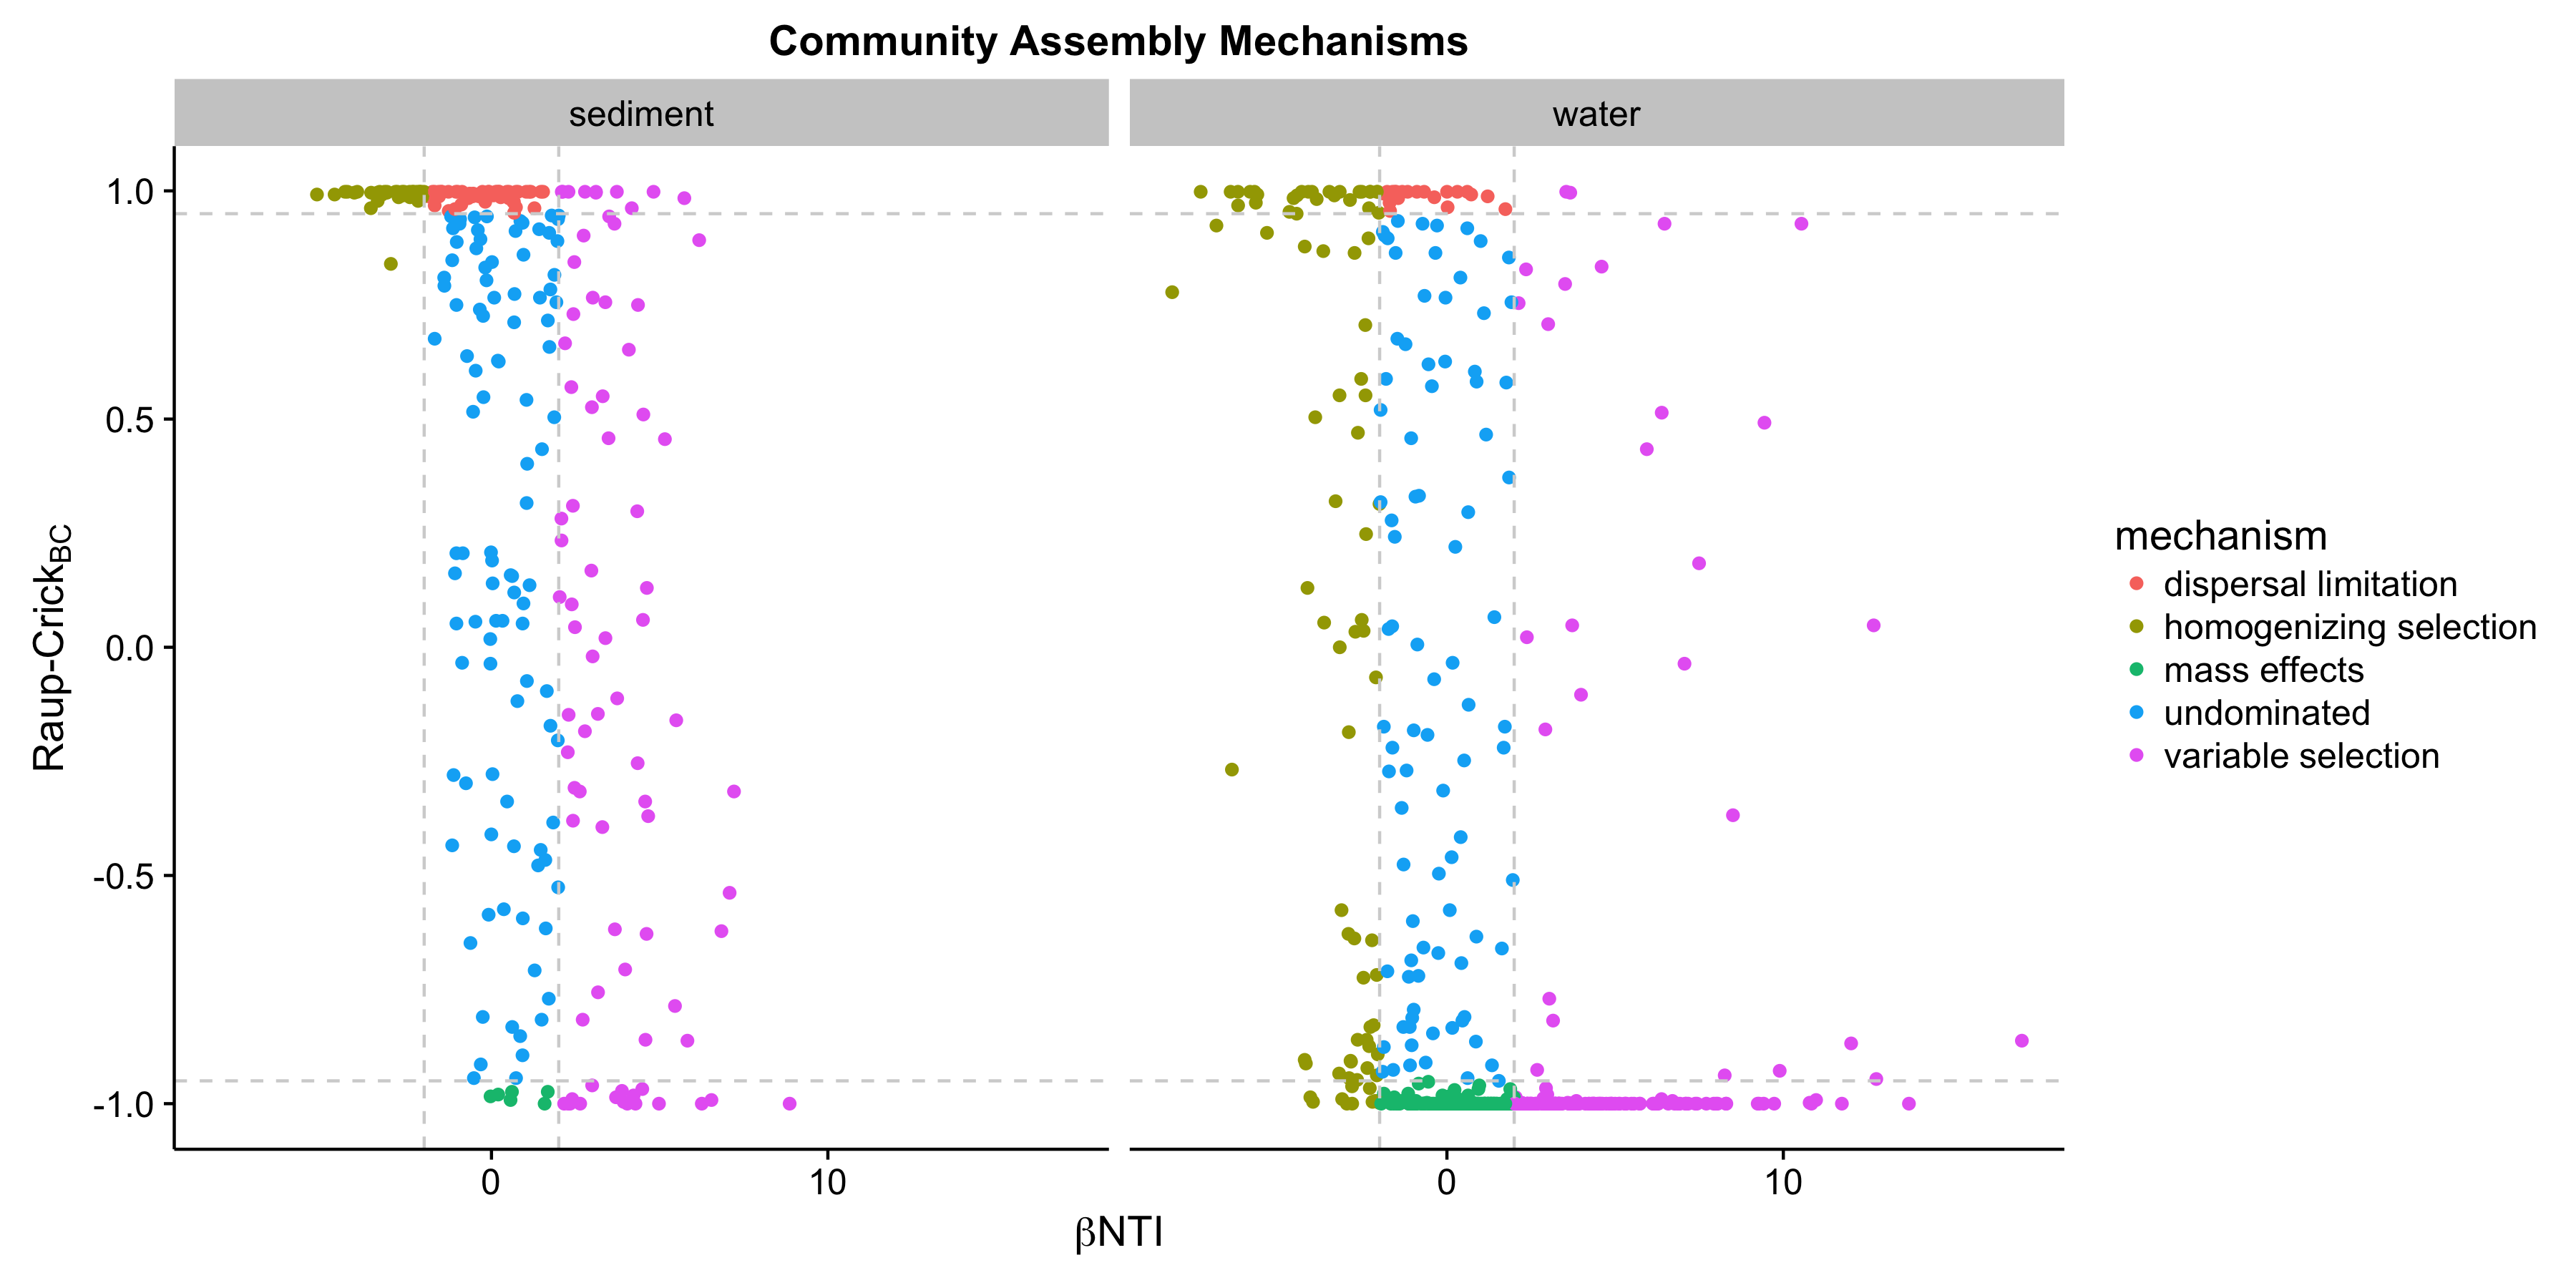 Community Assembly Mechanisms
sediment
water
1.0
0.5
0.0
-0.5
-1.0
Raup-CrickBC
0
10
0
10
βNTI
mechanism
dispersal limitation
homogenizing selection
mass effects
undominated
variable selection